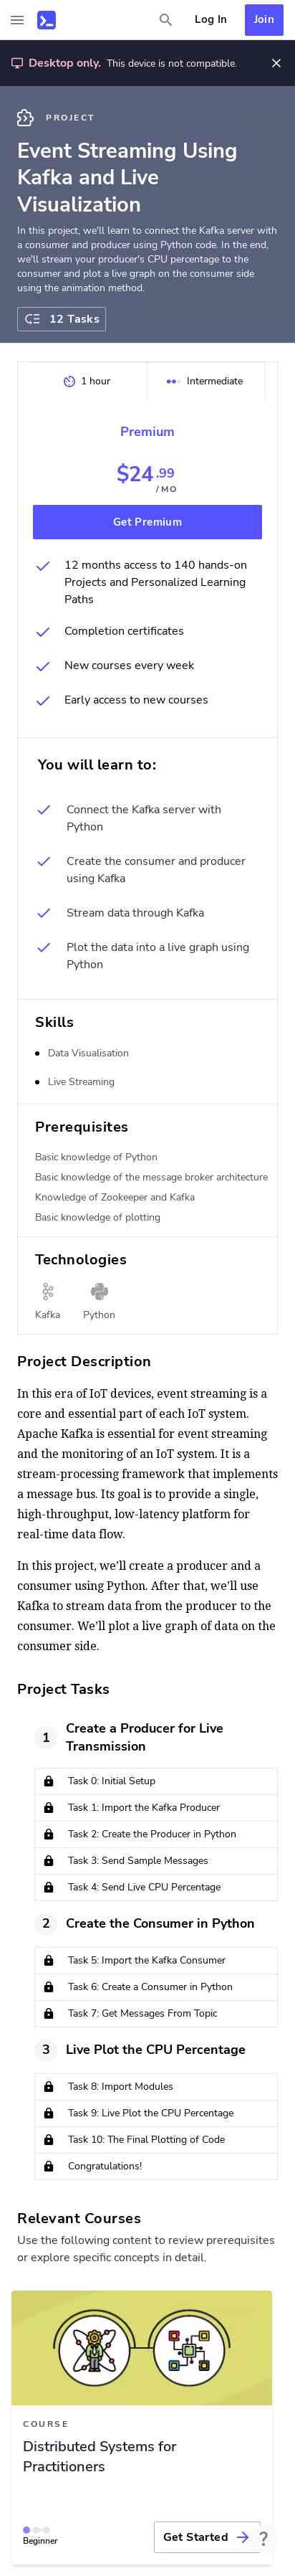 Log In
Join
Desktop only. This device is not compatible.
PROJECT
Event Streaming Using
Kafka and Live
Visualization
In this project, we'll learn to connect the Kafka server with
a consumer and producer using Python code. In the end,
we'll stream your producer's CPU percentage to the
consumer and plot a live graph on the consumer side
using the animation method.
12 Tasks
1 hour
Intermediate
Premium
$24.99
/MO
Get Premium
12 months access to 140 hands-on
Projects and Personalized Learning
Paths
Completion certificates
New courses every week
Early access to new courses
You will learn to:
Connect the Kafka server with
Python
Create the consumer and producer
using Kafka
Stream data through Kafka
Plot the data into a live graph using
Python
Skills
Data Visualisation
Live Streaming
Prerequisites
Basic knowledge of Python
Basic knowledge of the message broker architecture
Knowledge of Zookeeper and Kafka
Basic knowledge of plotting
Technologies
Kafka
Python
Project Description
In this era of IoT devices, event streaming is a
core and essential part of each IoT system.
Apache Kafka is essential for event streaming
and the monitoring of an IoT system. It is a
stream-processing framework that implements
a message bus. Its goal is to provide a single,
high-throughput, low-latency platform for
real-time data flow.
In this project, we’ll create a producer and a
consumer using Python. After that, we’ll use
Kafka to stream data from the producer to the
consumer. We’ll plot a live graph of data on the
consumer side.
Project Tasks
1
Create a Producer for Live
Transmission
Task 0: Initial Setup
Task 1: Import the Kafka Producer
Task 2: Create the Producer in Python
Task 3: Send Sample Messages
Task 4: Send Live CPU Percentage
2
Create the Consumer in Python
Task 5: Import the Kafka Consumer
Task 6: Create a Consumer in Python
Task 7: Get Messages From Topic
3
Live Plot the CPU Percentage
Task 8: Import Modules
Task 9: Live Plot the CPU Percentage
Task 10: The Final Plotting of Code
Congratulations!
Relevant Courses
Use the following content to review prerequisites
or explore specific concepts in detail.
COURSE
Distributed Systems for
Practitioners
Beginner
Get Started
?